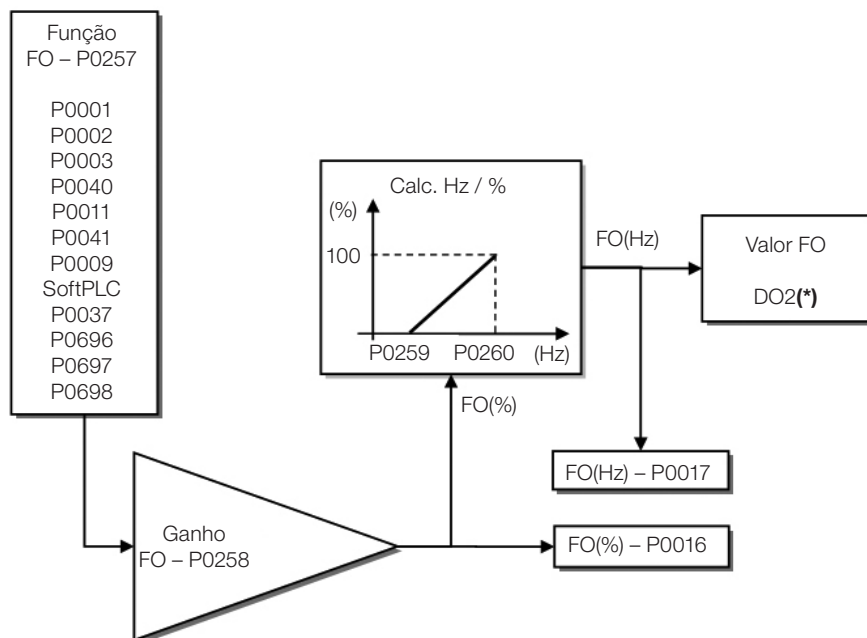 Função
FO – P0257
P0001
P0002
P0003
P0040
P0011
P0041
P0009
SoftPLC
P0037
P0696
P0697
P0698
Calc. Hz / %
(%)
100
P0259
P0260
(Hz)
FO(Hz)
Valor FO
DO2(*)
FO(%)
FO(Hz) – P0017
Ganho
FO – P0258
FO(%) – P0016